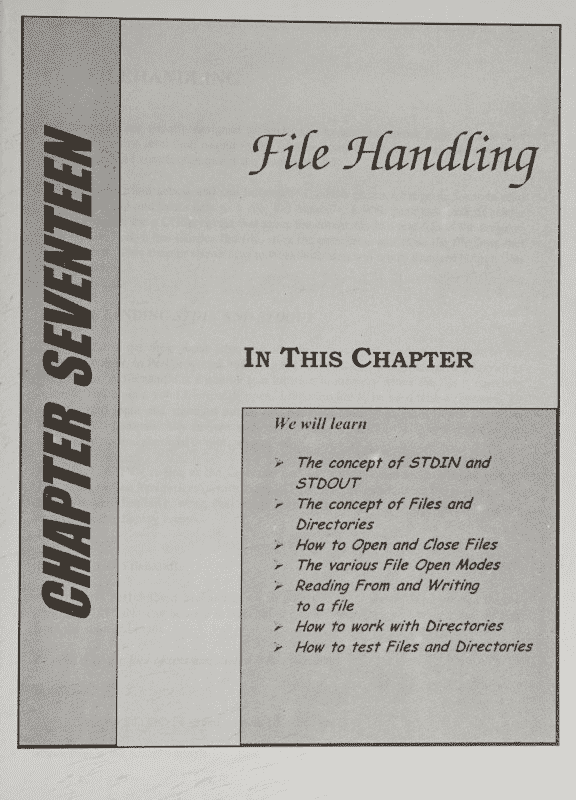 CHAPTER SEVENTEEN
File Handling
IN THIS CHAPTER
We will learn
➢ The concept of STDIN and
STDOUT
➢ The concept of Files and
Directories
➢ How to Open and Close Files
➢ The various File Open Modes
➢ Reading From and Writing
to a file
➢ How to work with Directories
➢ How to test Files and Directories